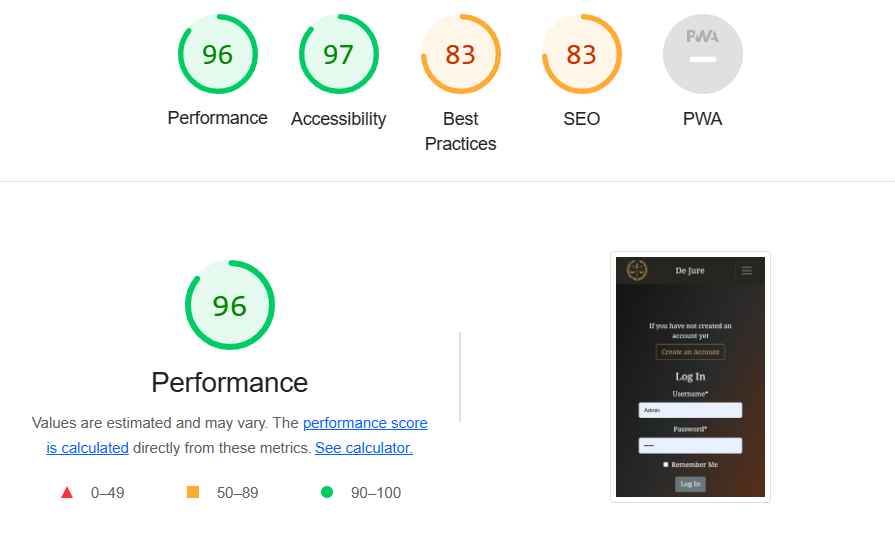 96
97
83
83
PWA
Performance
Accessibility
Best
Practices
SEO
PWA
96
Performance
Values are estimated and may vary. The performance score
is calculated directly from these metrics. See calculator.
0–49
50–89
90–100
De Jure
If you have not created an
account yet
Create an Account
Log In
Username*
Admin
Password*
Remember Me
Log In